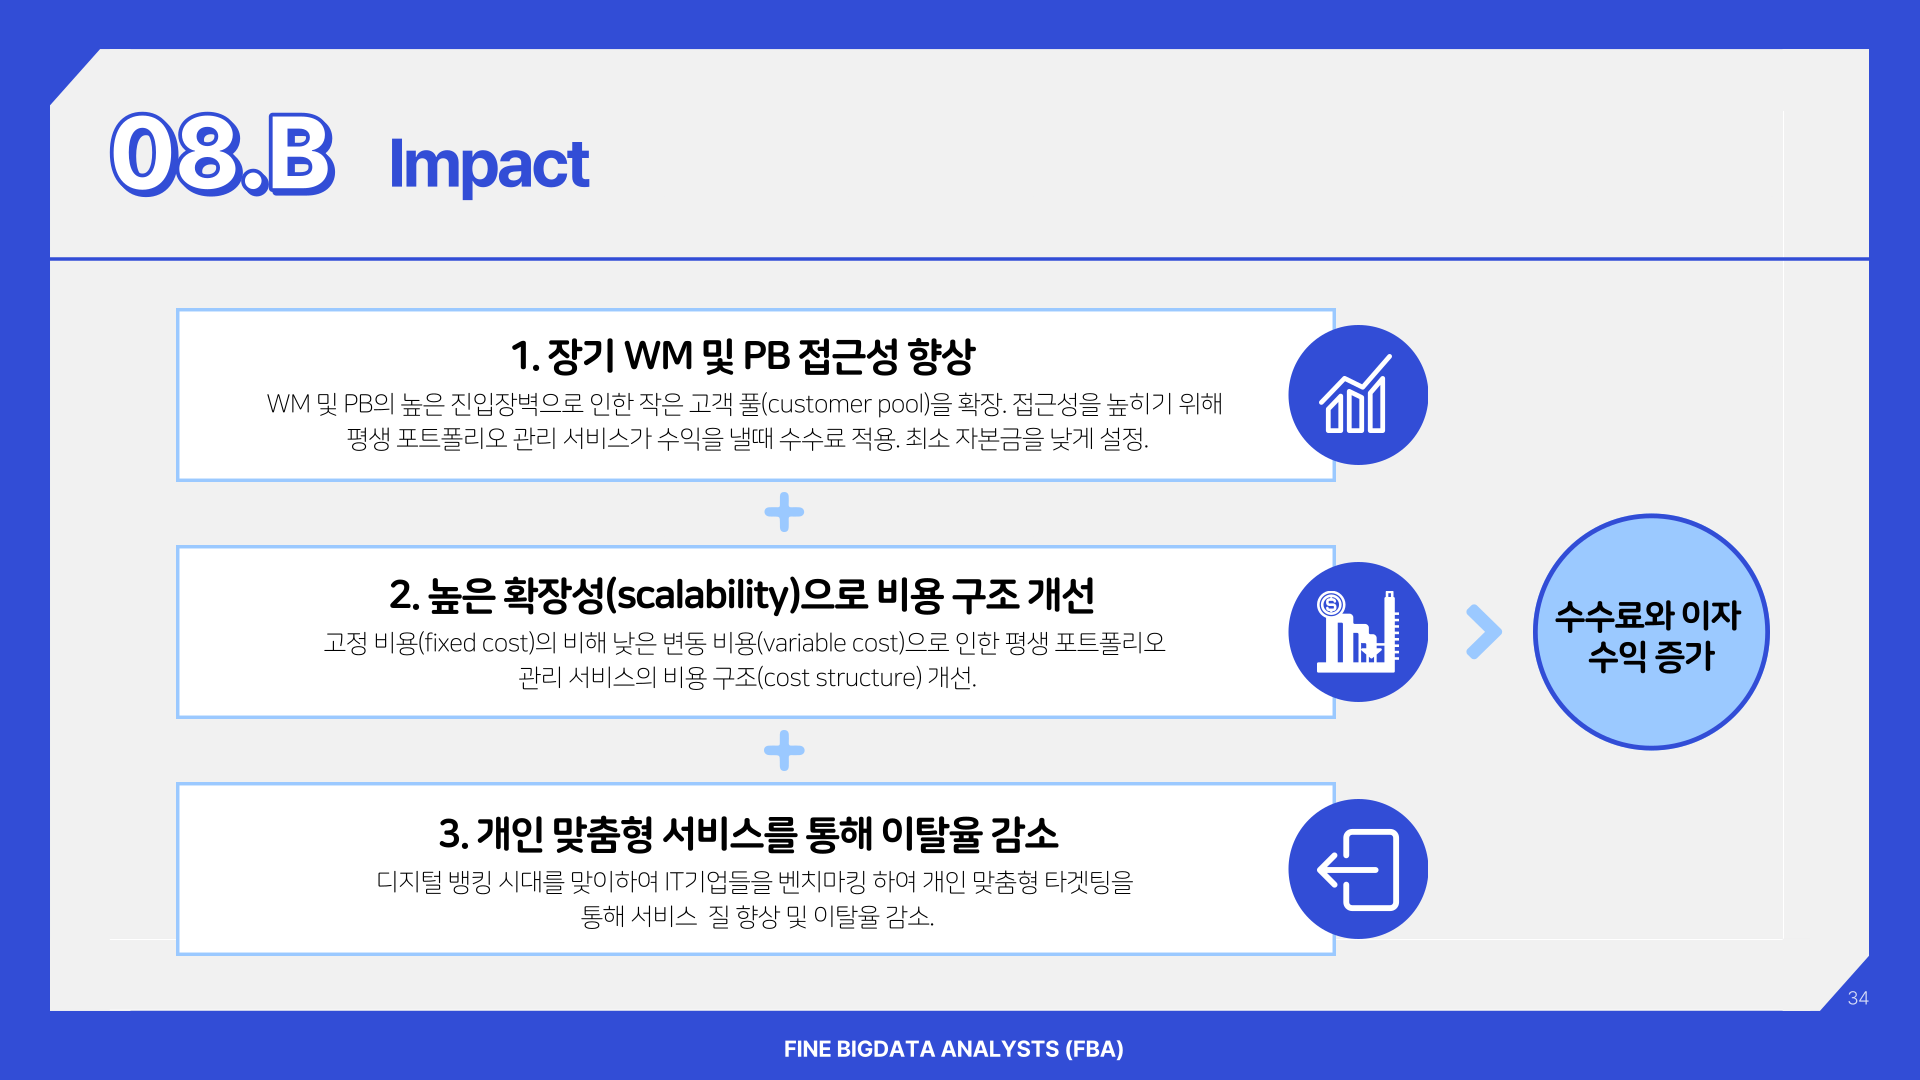 08.B Impact
1. 장기 WM 및 PB 접근성 향상
WM 및 PB의 높은 진입장벽으로 인한 작은 고객 풀(customer pool)을 확장. 접근성을 높히기 위해
평생 포트폴리오 관리 서비스가 수익을 낼때 수수료 적용. 최소 자본금을 낮게 설정.
2. 높은 확장성(scalability)으로 비용 구조 개선
고정 비용(fixed cost)의 비해 낮은 변동 비용(variable cost)으로 인한 평생 포트폴리오
관리 서비스의 비용 구조(cost structure) 개선.
3. 개인 맞춤형 서비스를 통해 이탈율 감소
디지털 뱅킹 시대를 맞이하여 IT기업들을 벤치마킹 하여 개인 맞춤형 타겟팅을
통해 서비스  질 향상 및 이탈율 감소.
수수료와 이자
수익 증가
34
FINE BIGDATA ANALYSTS (FBA)